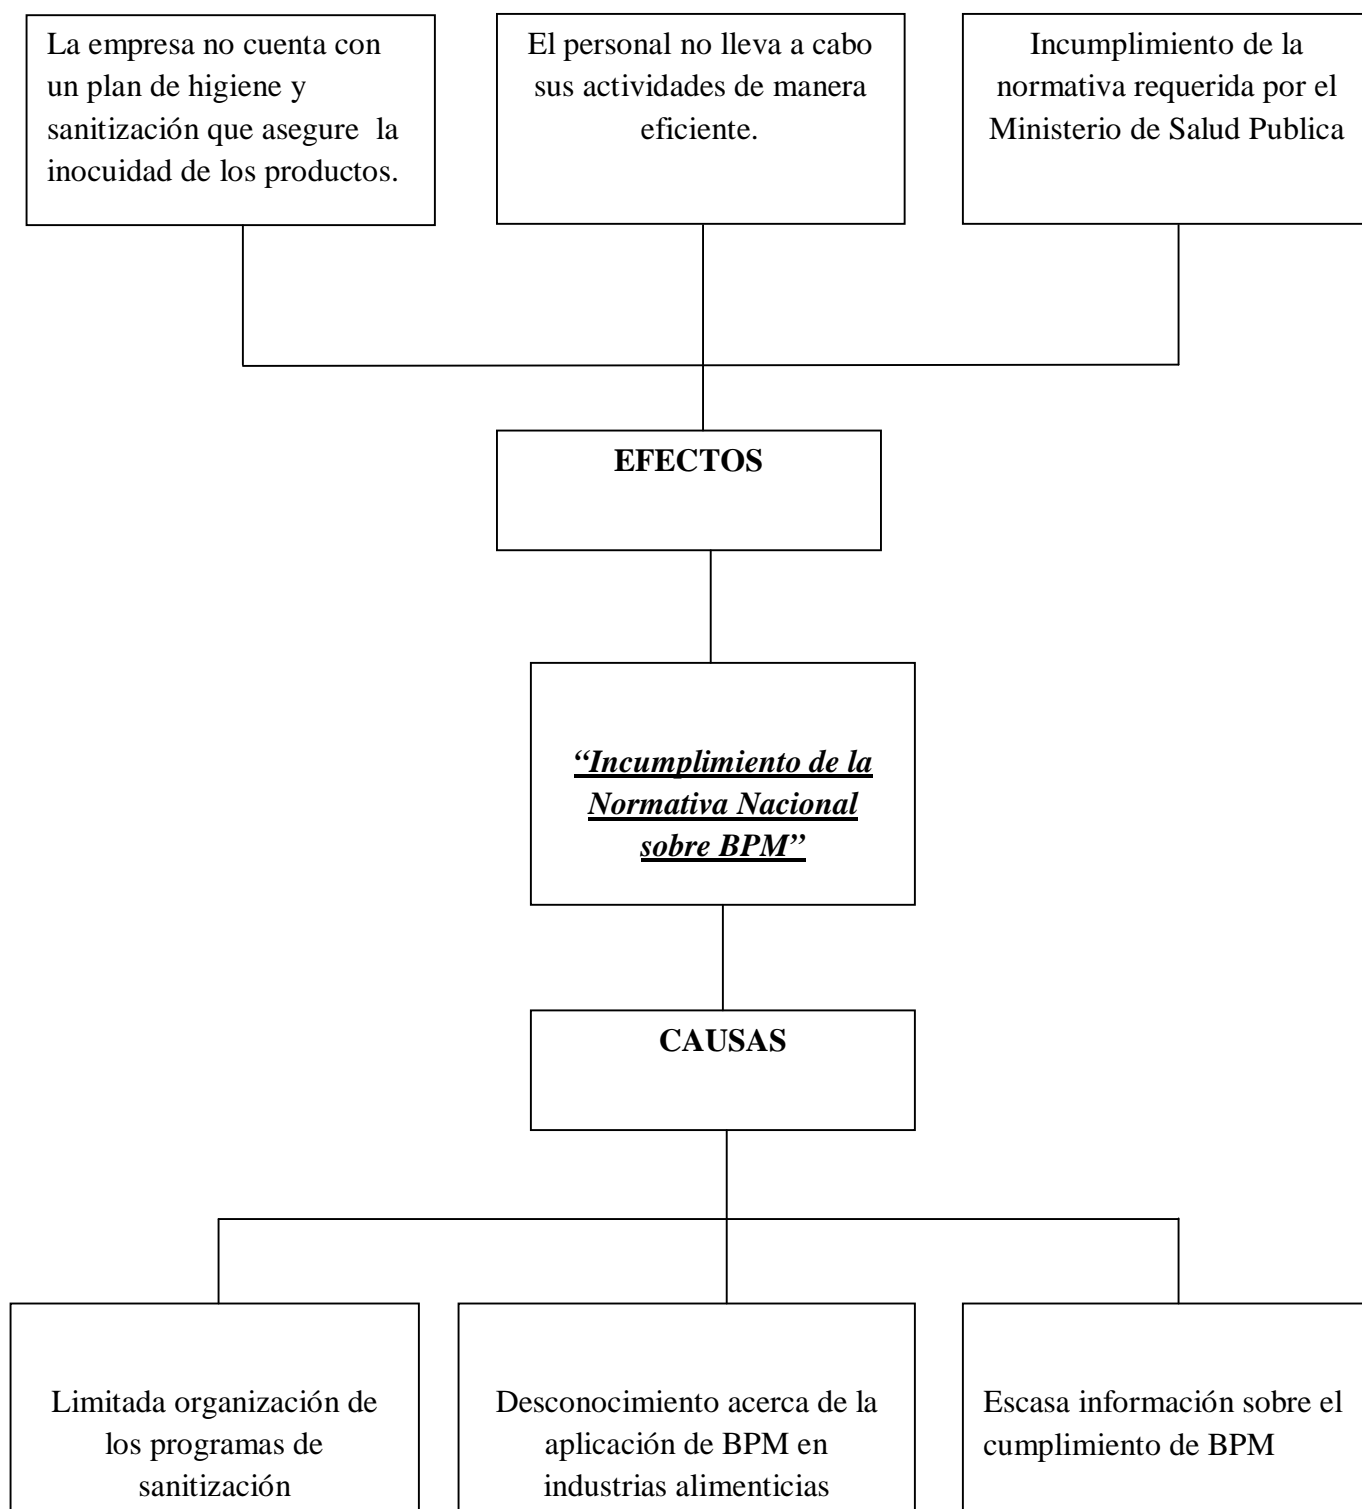 La empresa no cuenta con
un plan de higiene y
sanitización que asegure  la
inocuidad de los productos.
El personal no lleva a cabo
sus actividades de manera
eficiente.
Incumplimiento de la
normativa requerida por el
Ministerio de Salud Publica
EFECTOS
“Incumplimiento de la
Normativa Nacional
sobre BPM”
CAUSAS
Limitada organización de
los programas de
sanitización
Desconocimiento acerca de la
aplicación de BPM en
industrias alimenticias
Escasa información sobre el
cumplimiento de BPM